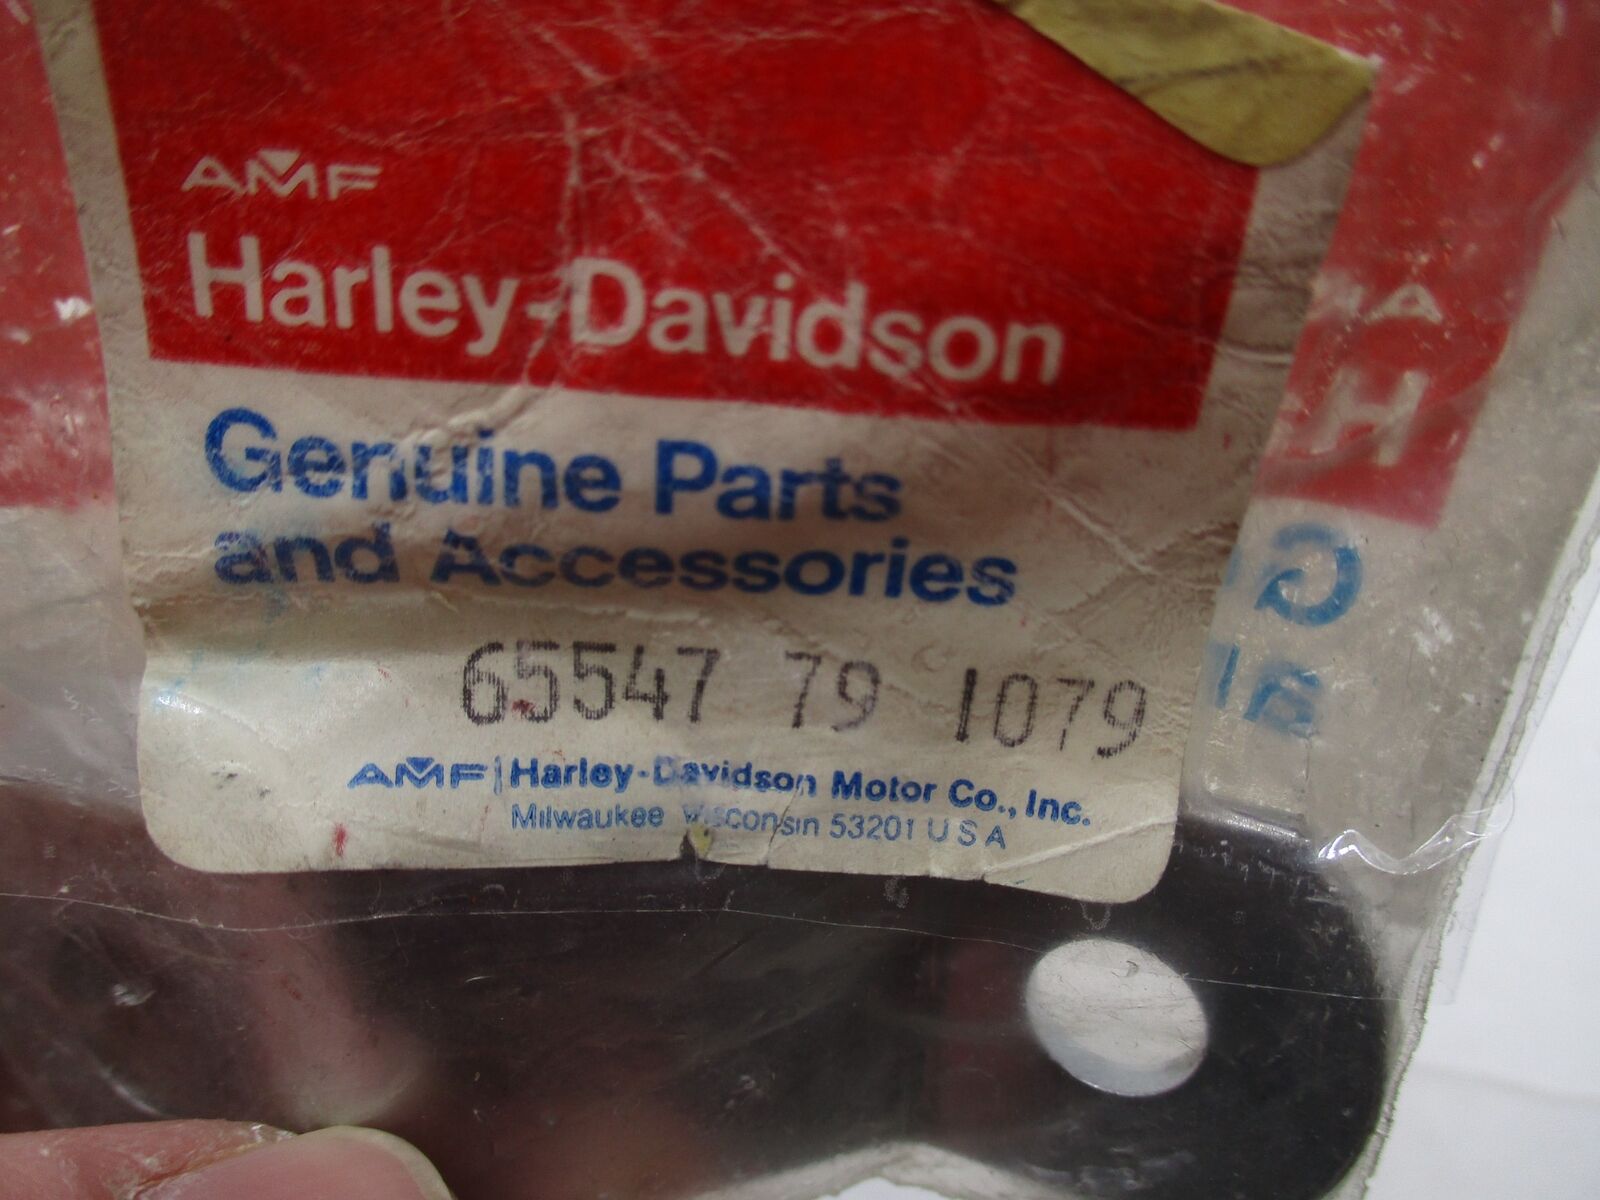 AMF
Harley-Davidson
Genuine Parts
and Accessories
65547 79 1079
AMF | Harley-Davidson Motor Co., Inc.
Milwaukee Wisconsin 53201 U S A